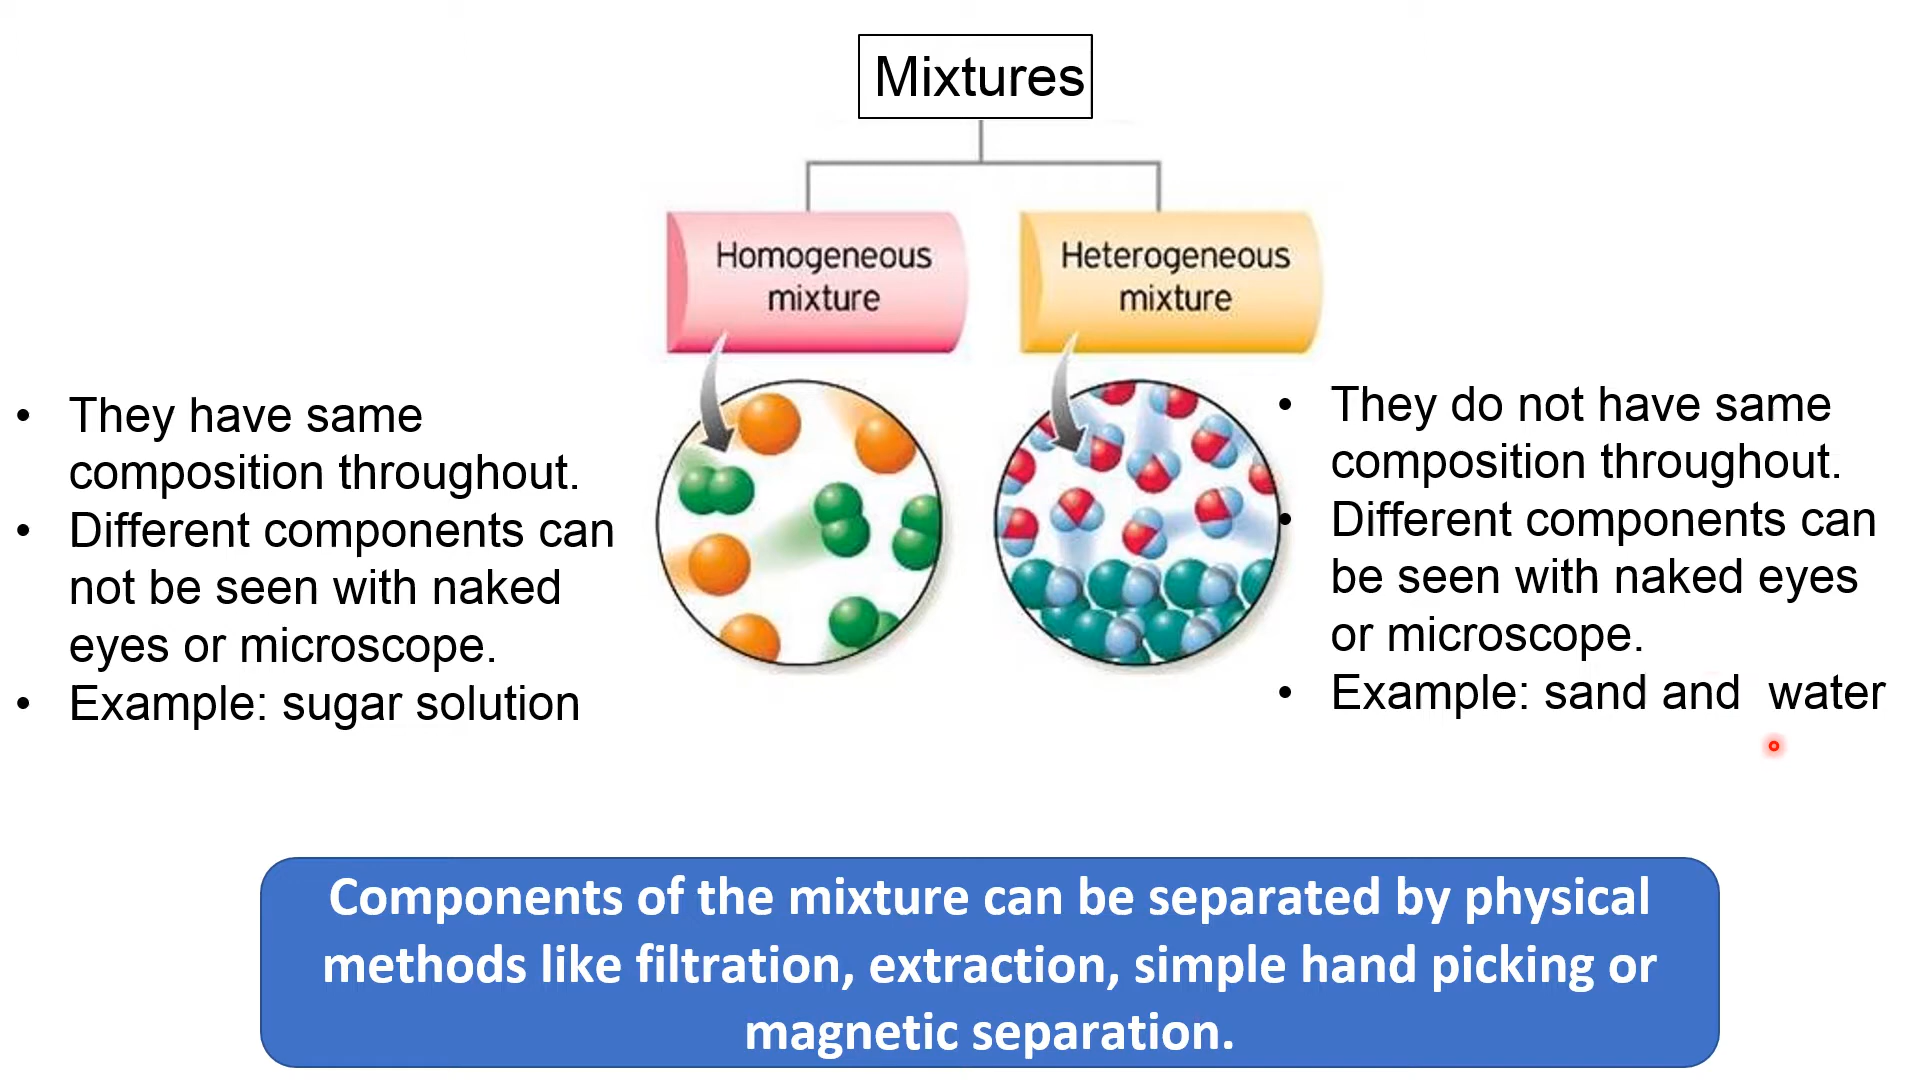 Mixtures
Homogeneous
mixture
Heterogeneous
mixture
• They have same
composition throughout.
• Different components can
not be seen with naked
eyes or microscope.
• Example: sugar solution
• They do not have same
composition throughout.
• Different components can
be seen with naked eyes
or microscope.
• Example: sand and  water
Components of the mixture can be separated by physical
methods like filtration, extraction, simple hand picking or
magnetic separation.